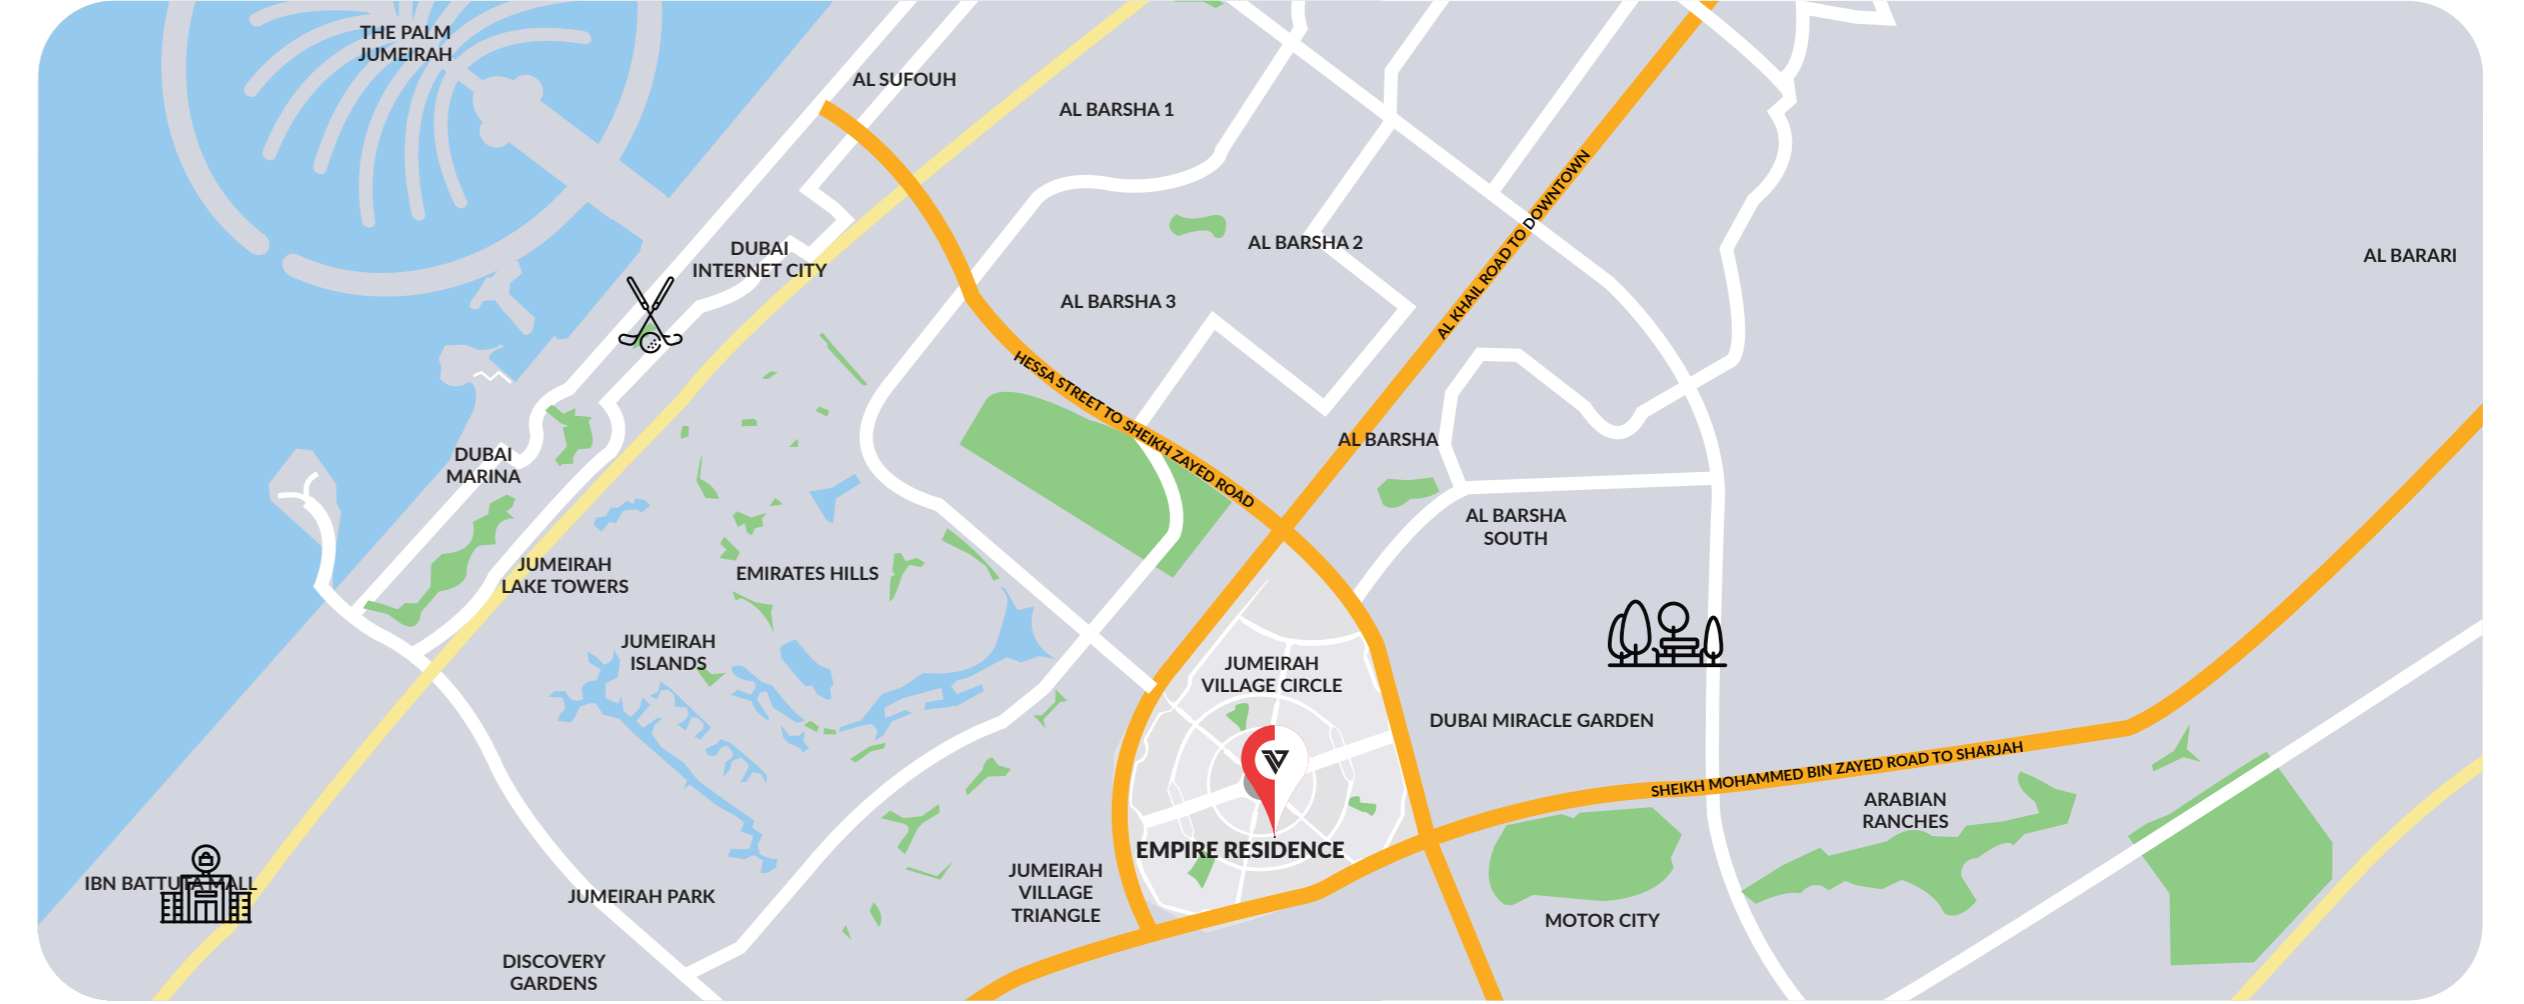 THE PALM
JUMEIRAH
AL SUFOUH
AL BARSHA 1
DUBAI
INTERNET CITY
AL BARSHA 2
AL BARARI
AL BARSHA 3
AL KHAIL ROAD TO DOWNTOWN
HESSA STREET TO SHEIKH ZAYED ROAD
AL BARSHA
DUBAI
MARINA
AL BARSHA
SOUTH
JUMEIRAH
LAKE TOWERS
EMIRATES HILLS
JUMEIRAH
ISLANDS
JUMEIRAH
VILLAGE CIRCLE
DUBAI MIRACLE GARDEN
SHEIKH MOHAMMED BIN ZAYED ROAD TO SHARJAH
ARABIAN
RANCHES
EMPIRE RESIDENCE
IBN BATTUTA MALL
JUMEIRAH PARK
JUMEIRAH
VILLAGE
TRIANGLE
MOTOR CITY
DISCOVERY
GARDENS